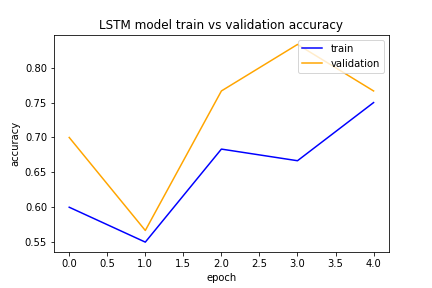 LSTM model train vs validation accuracy
train
validation
accuracy
0.80
0.75
0.70
0.65
0.60
0.55
0.0 0.5 1.0 1.5 2.0 2.5 3.0 3.5 4.0
epoch